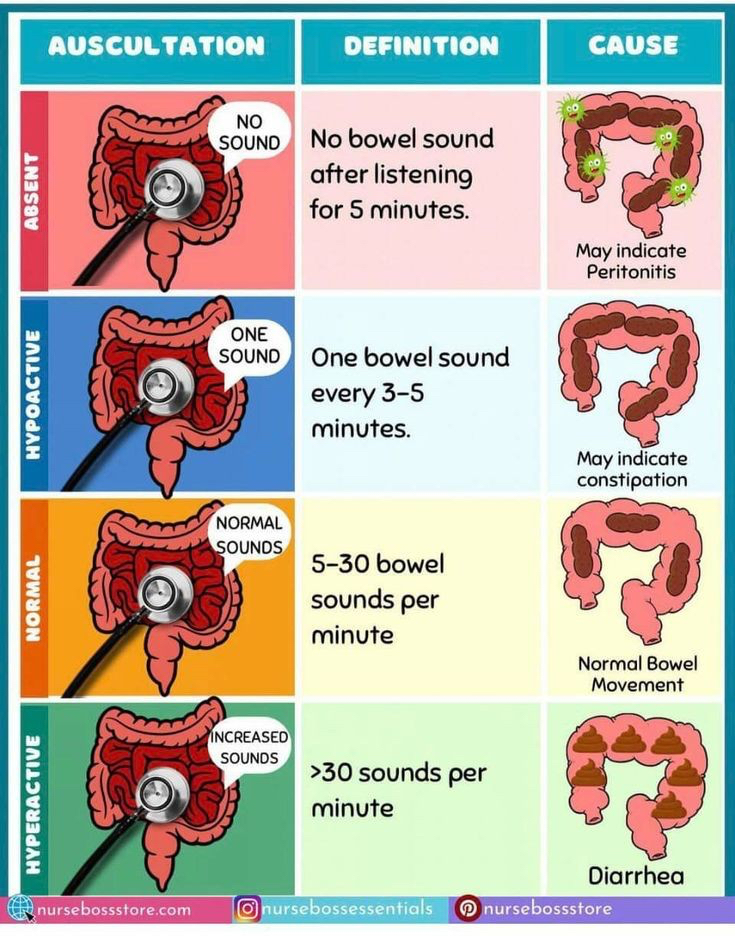 AUSCULTATION
DEFINITION
CAUSE
ABSENT
NO
SOUND
No bowel sound
after listening
for 5 minutes.
May indicate
Peritonitis
HYPOACTIVE
ONE
SOUND
One bowel sound
every 3-5
minutes.
May indicate
constipation
NORMAL
NORMAL
SOUNDS
5-30 bowel
sounds per
minute
Normal Bowel
Movement
HYPERACTIVE
INCREASED
SOUNDS
>30 sounds per
minute
Diarrhea
nursebossstore.com
nursebossessentials
nursebossstore